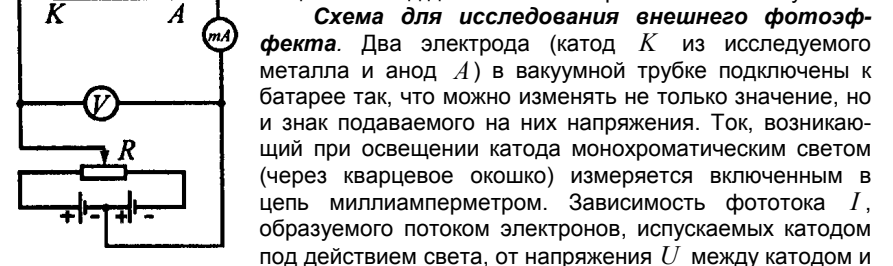 K A
mA
V
R
+ - + -
Схема для исследования внешнего фотоэф-
фекта. Два электрода (катод K из исследуемого
металла и анод A) в вакуумной трубке подключены к
батарее так, что можно изменять не только значение, но
и знак подаваемого на них напряжения. Ток, возникаю-
щий при освещении катода монохроматическим светом
(через кварцевое окошко) измеряется включенным в
цепь миллиамперметром. Зависимость фототока I,
образуемого потоком электронов, испускаемых катодом
под действием света, от напряжения U между катодом и